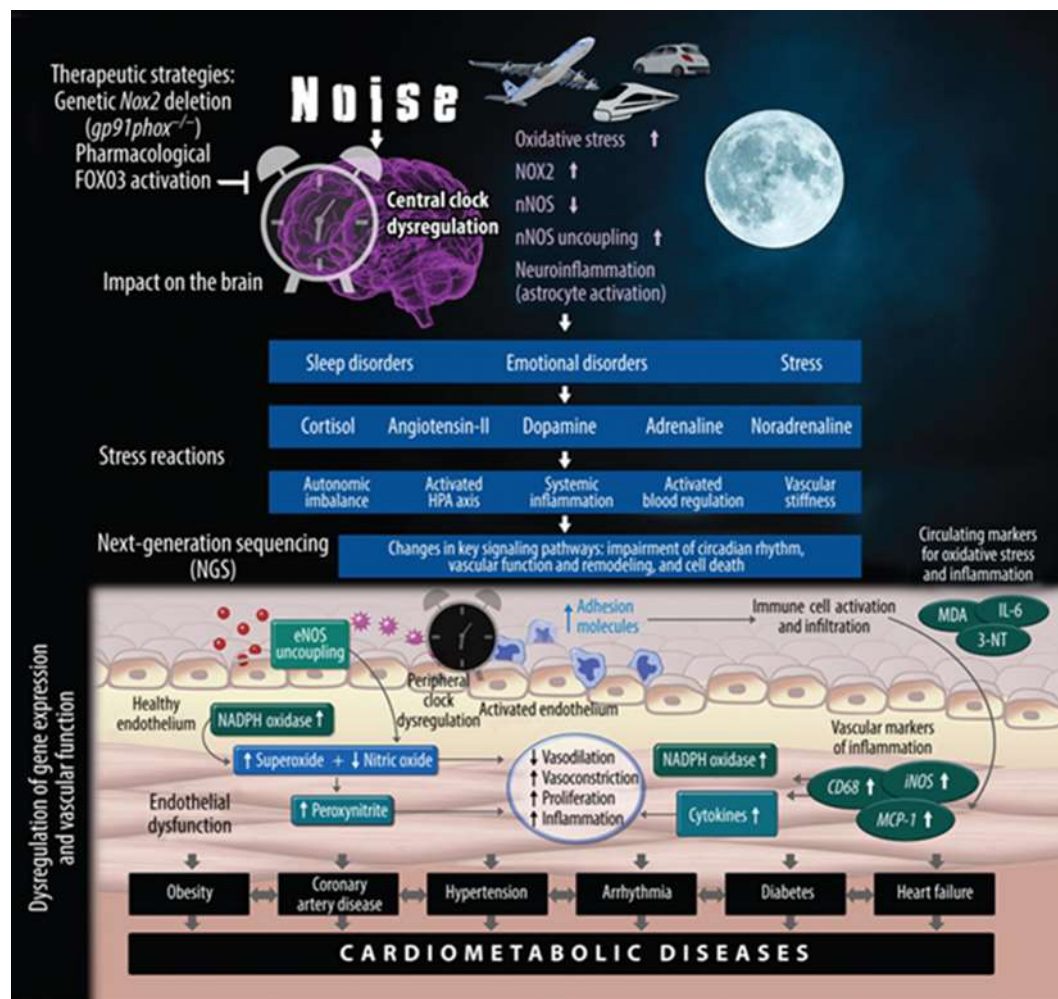 Therapeutic strategies:
Genetic Nox2 deletion
(gp91phox⁻/⁻)
Pharmacological
FOXO3 activation
Noise
Central clock
dysregulation
Impact on the brain
Oxidative stress ↑
NOX2 ↑
nNOS ↓
nNOS uncoupling ↑
Neuroinflammation
(astrocyte activation)
Sleep disorders Emotional disorders Stress
Stress reactions
Cortisol Angiotensin-II Dopamine Adrenaline Noradrenaline
Autonomic
imbalance
Activated
HPA axis
Systemic
inflammation
Activated
blood regulation
Vascular
stiffness
Next-generation sequencing
(NGS)
Changes in key signaling pathways: impairment of circadian rhythm,
vascular function and remodeling, and cell death
Circulating markers
for oxidative stress
and inflammation
MDA
IL-6
3-NT
Dysregulation of gene expression
and vascular function
eNOS
uncoupling
↑ Adhesion
molecules
Immune cell activation
and infiltration
Peripheral
clock
dysregulation
Activated endothelium
Healthy
endothelium
NADPH oxidase ↑
↑ Superoxide + ↓ Nitric oxide
↑ Peroxynitrite
Endothelial
dysfunction
↓ Vasodilation
↑ Vasoconstriction
↑ Proliferation
↑ Inflammation
NADPH oxidase ↑
Cytokines ↑
Vascular markers
of inflammation
CD68 ↑
iNOS ↑
MCP-1 ↑
Obesity
Coronary
artery disease
Hypertension
Arrhythmia
Diabetes
Heart failure
CARDIOMETABOLIC DISEASES